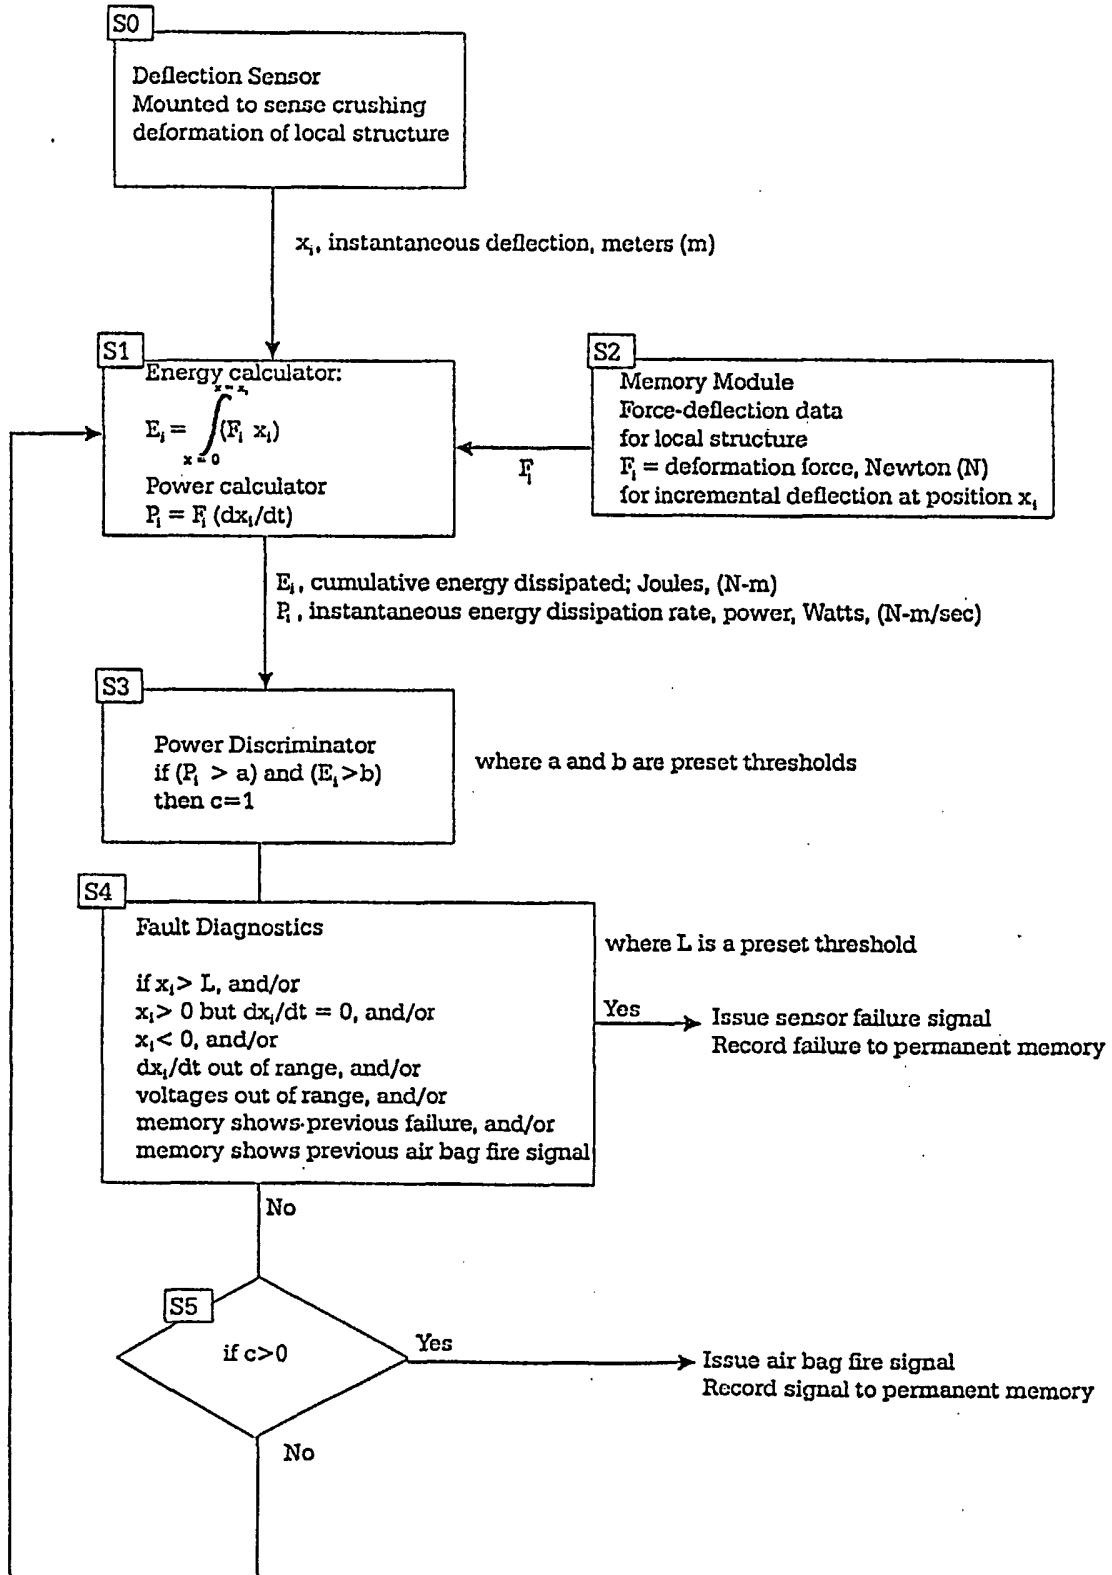 S0
Deflection Sensor
Mounted to sense crushing
deformation of local structure
xi, instantaneous deflection, meters (m)
S1
Energy calculator:
x = xi
Ei = ∫ (Fi xi)
x = 0
Power calculator
Pi = Fi (dxi/dt)
S2
Memory Module
Force-deflection data
for local structure
Fi = deformation force, Newton (N)
for incremental deflection at position xi
Fi
Ei, cumulative energy dissipated; Joules, (N-m)
Pi, instantaneous energy dissipation rate, power, Watts, (N-m/sec)
S3
Power Discriminator
if (Pi > a) and (Ei>b)
then c=1
where a and b are preset thresholds
S4
Fault Diagnostics
if xi> L, and/or
xi> 0 but dxi/dt = 0, and/or
xi< 0, and/or
dxi/dt out of range, and/or
voltages out of range, and/or
memory shows previous failure, and/or
memory shows previous air bag fire signal
where L is a preset threshold
Yes
Issue sensor failure signal
Record failure to permanent memory
No
S5
if c>0
Yes
Issue air bag fire signal
Record signal to permanent memory
No